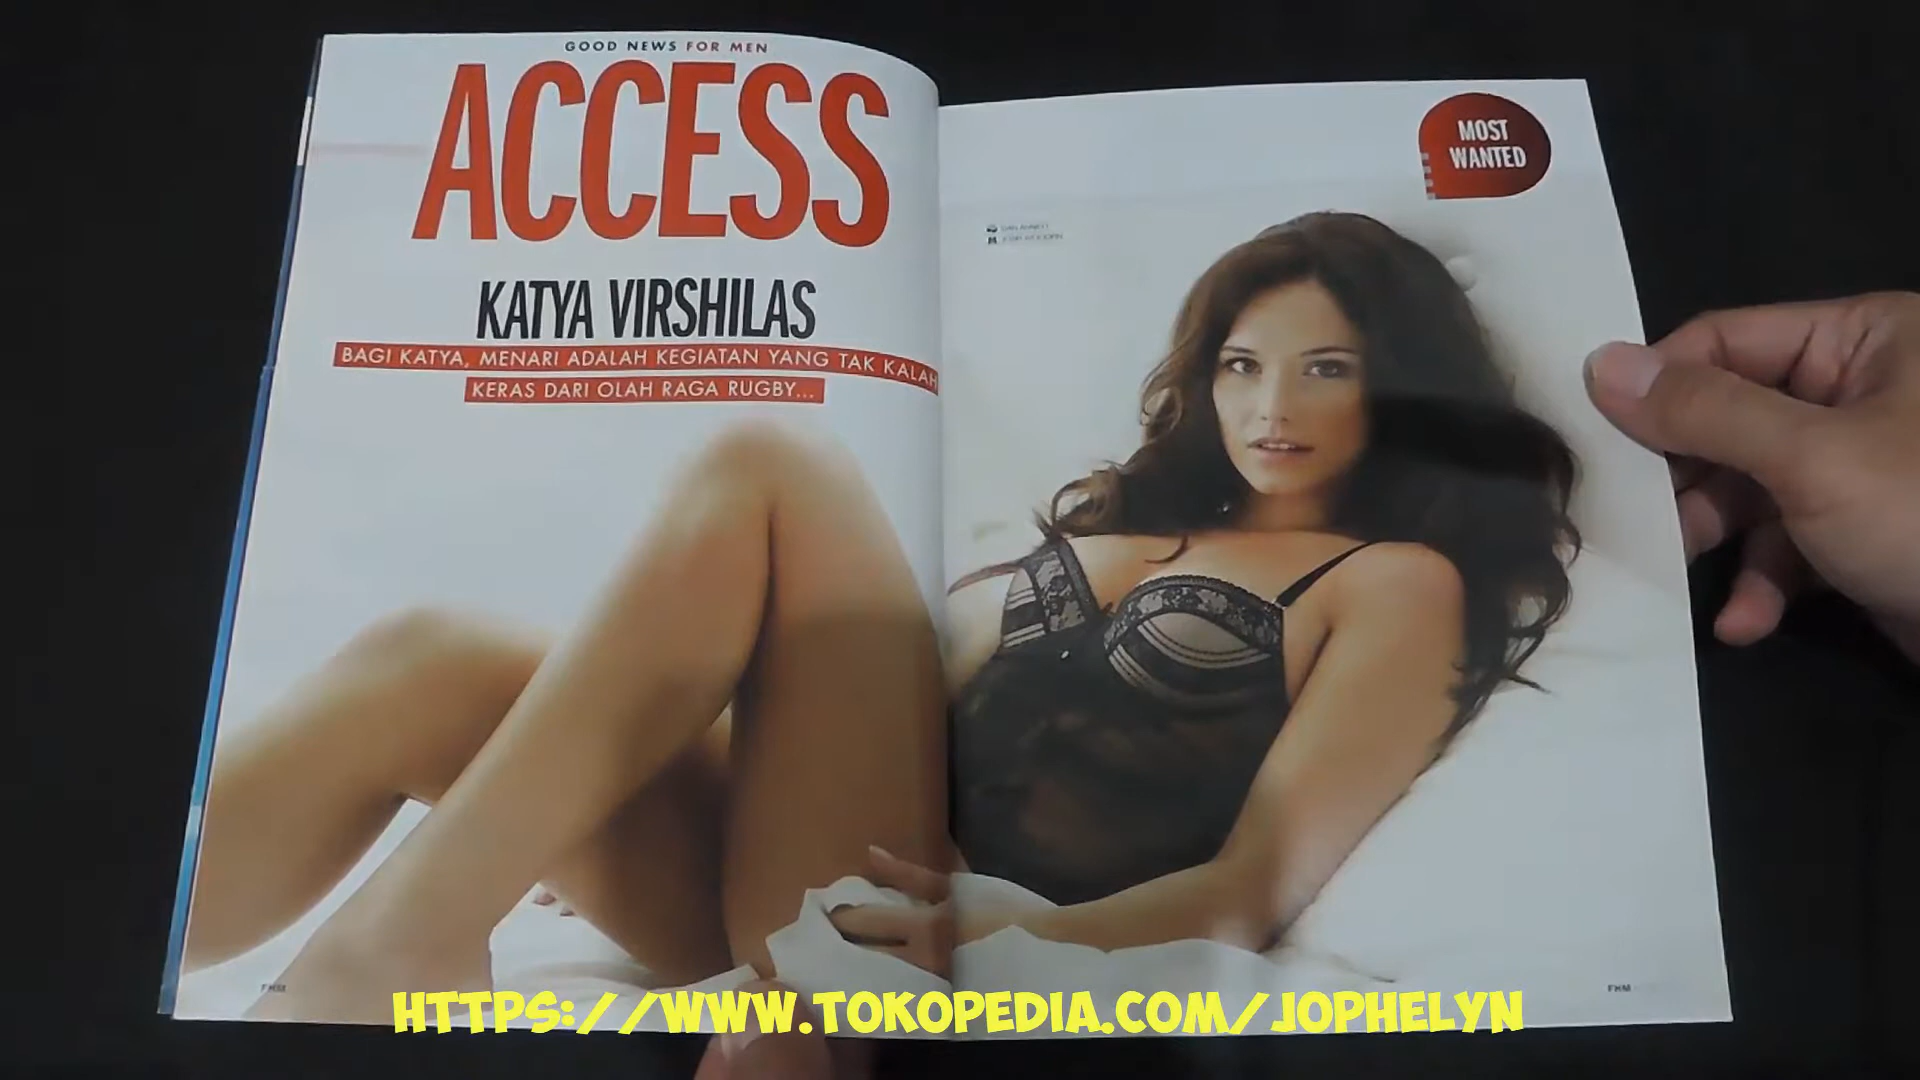 GOOD NEWS FOR MEN
ACCESS
KATYA VIRSHILAS
BAGI KATYA, MENARI ADALAH KEGIATAN YANG TAK KALAH
KERAS DARI OLAH RAGA RUGBY...
FHM
MOST
WANTED
FHM
HTTPS://WWW.TOKOPEDIA.COM/JOPHELYN